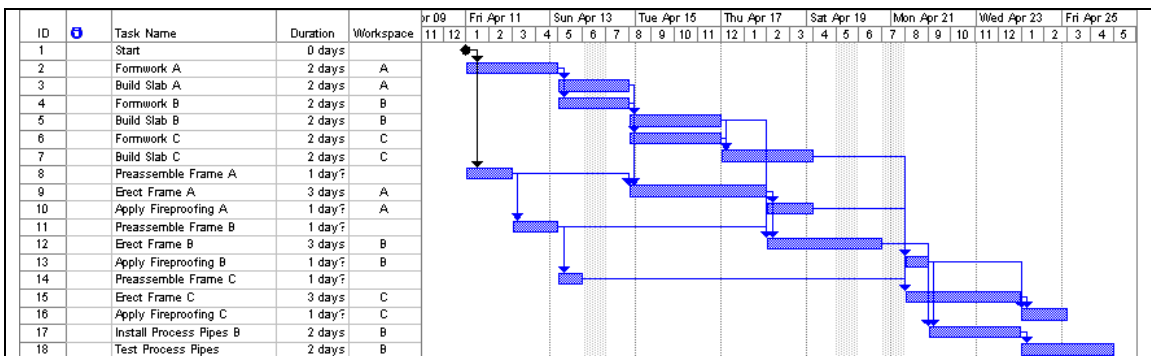 or 09 Fri Apr 11 Sun Apr 13 Tue Apr 15 Thu Apr 17 Sat Apr 19 Mon Apr 21 Wed Apr 23 Fri Apr 25
ID Task Name Duration Workspace 11 12 1 2 3 4 5 6 7 8 9 10 11 12 1 2 3 4 5 6 7 8 9 10 11 12 1 2 3 4 5
1 Start 0 days
2 Formwork A 2 days A
3 Build Slab A 2 days A
4 Formwork B 2 days B
5 Build Slab B 2 days B
6 Formwork C 2 days C
7 Build Slab C 2 days C
8 Preassemble Frame A 1 day?
9 Erect Frame A 3 days A
10 Apply Fireproofing A 1 day? A
11 Preassemble Frame B 1 day?
12 Erect Frame B 3 days B
13 Apply Fireproofing B 1 day? B
14 Preassemble Frame C 1 day?
15 Erect Frame C 3 days C
16 Apply Fireproofing C 1 day? C
17 Install Process Pipes B 2 days B
18 Test Process Pipes 2 days B